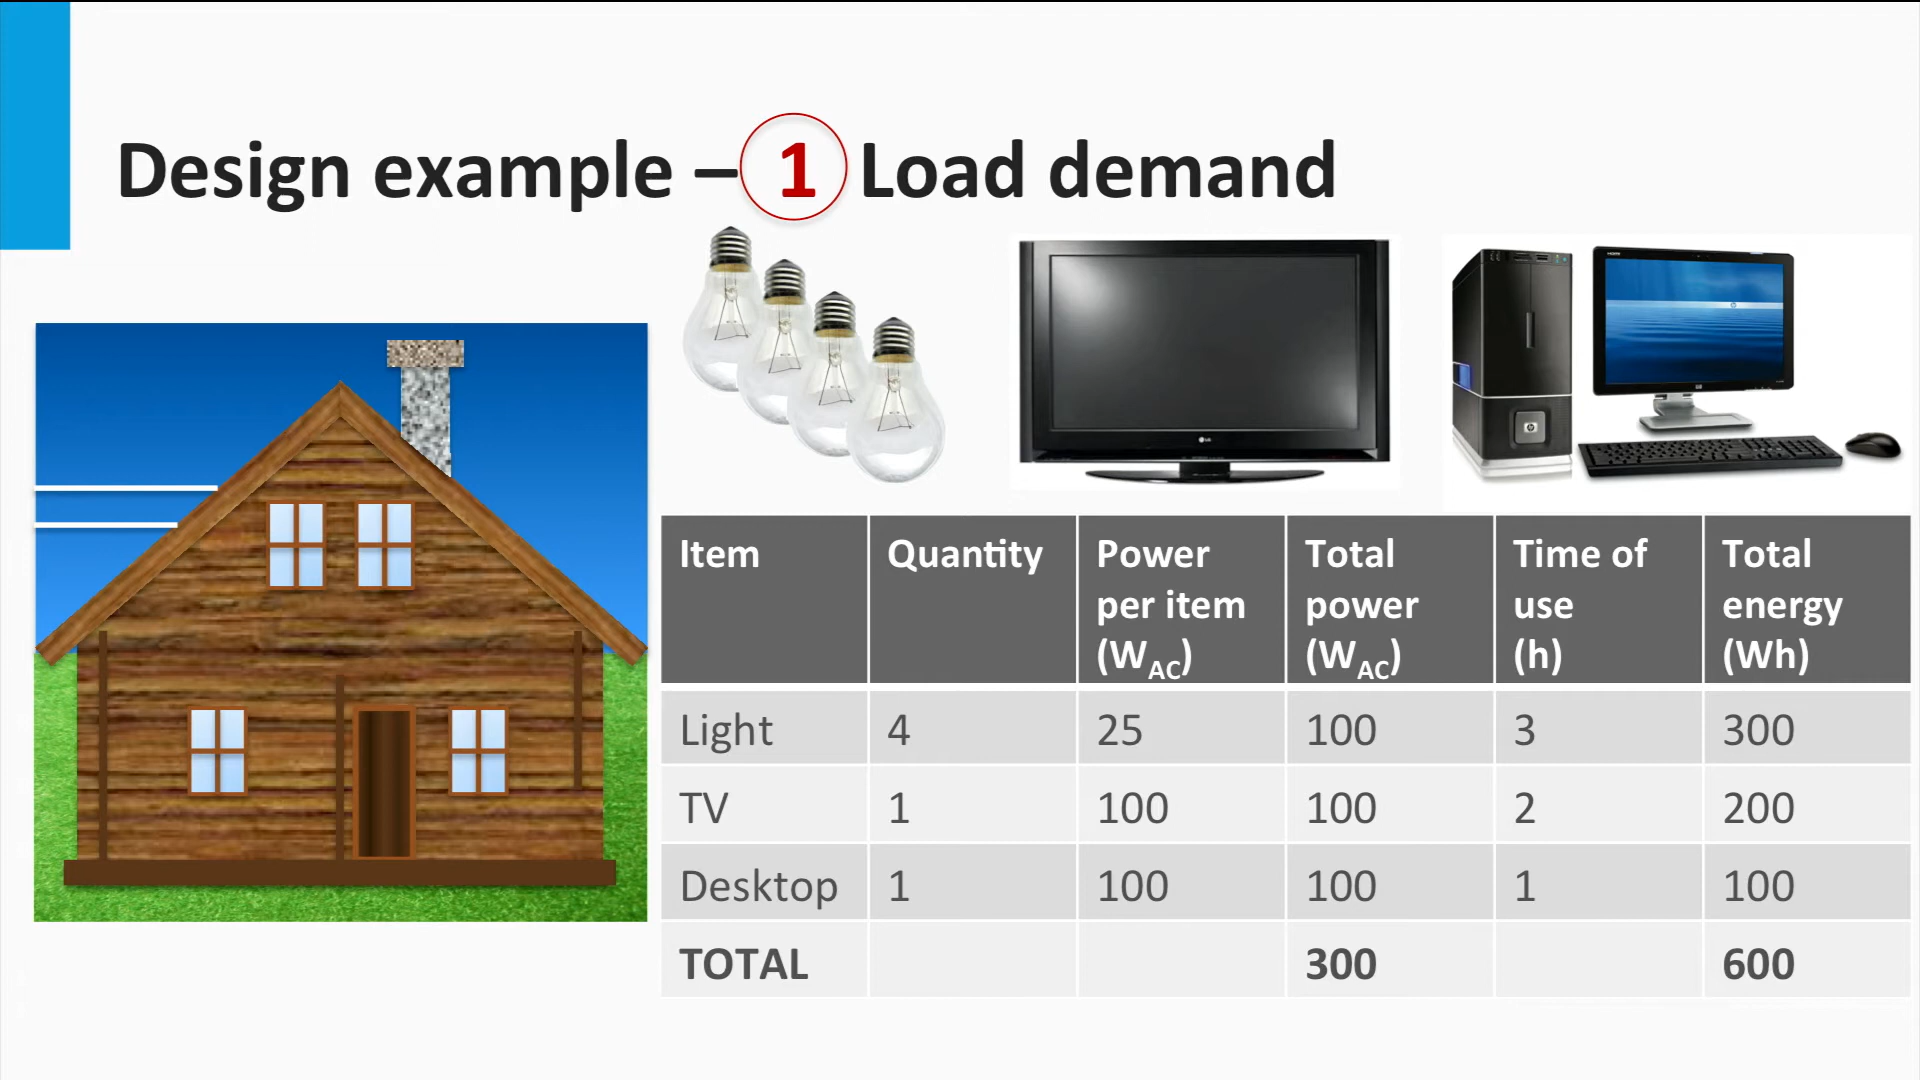 Design example – 1 Load demand
Item Quantity Power per item (WAC) Total power (WAC) Time of use (h) Total energy (Wh)
Light 4 25 100 3 300
TV 1 100 100 2 200
Desktop 1 100 100 1 100
TOTAL 300 600